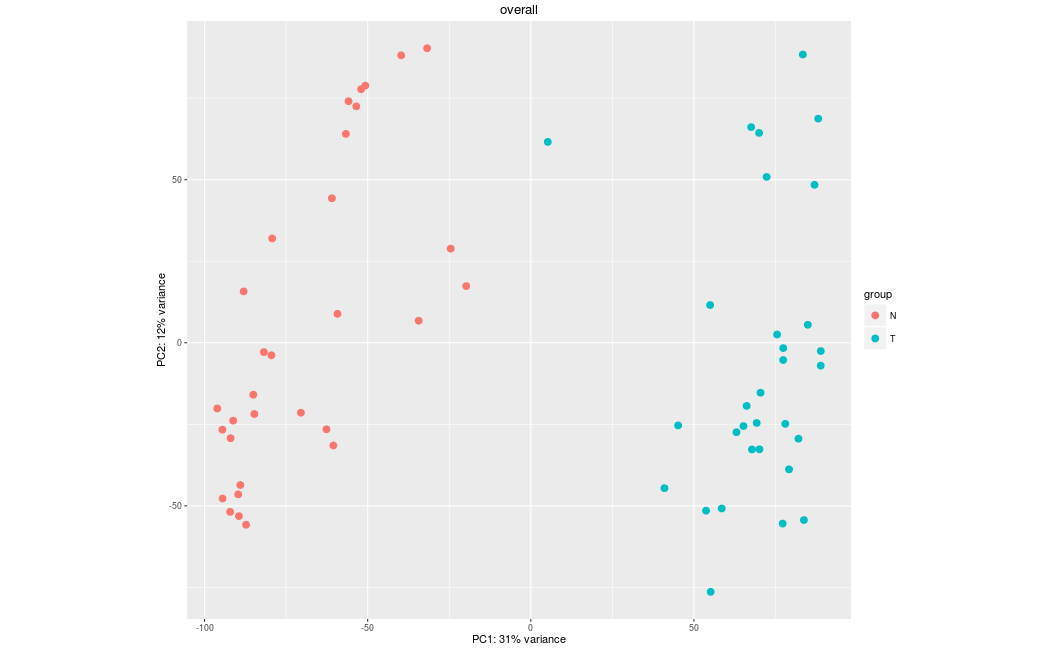 overall
PC2: 12% variance
50
0
-50
-100
-50
0
50
PC1: 31% variance
group
N
T